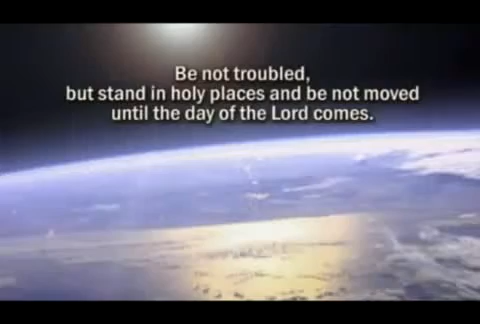 Be not troubled,
but stand in holy places and be not moved
until the day of the Lord comes.